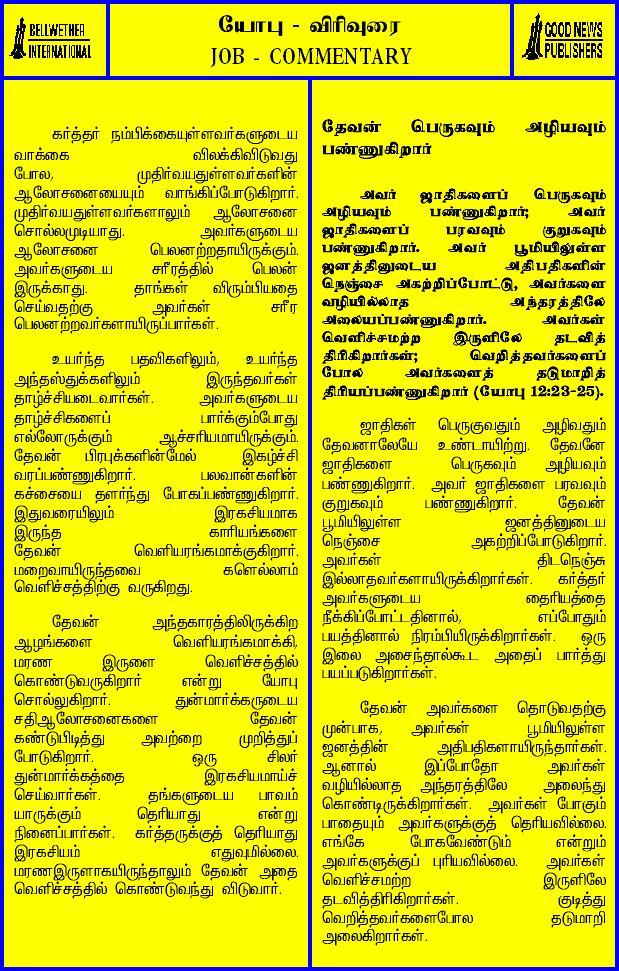 BELLWETHER
INTERNATIONAL
யோபு - விரிவுரை
JOB - COMMENTARY
GOOD NEWS
PUBLISHERS
கர்த்தர் நம்பிக்கையுள்ளவர்களுடைய
வாக்கை விலக்கிவிடுவது
போல, முதிர்வயதுள்ளவர்களின்
ஆலோசனையையும் வாங்கிப்போடுகிறார்.
முதிர்வயதுள்ளவர்களாலும் ஆலோசனை
சொல்லமுடியாது. அவர்களுடைய
ஆலோசனை பெலனற்றதாயிருக்கும்.
அவர்களுடைய சரீரத்தில் பெலன்
இருக்காது. தாங்கள் விரும்பியதை
செய்வதற்கு அவர்கள் சரீர
பெலனற்றவர்களாயிருப்பார்கள்.
உயர்ந்த பதவிகளிலும், உயர்ந்த
அந்தஸ்துக்களிலும் இருந்தவர்கள்
தாழ்ச்சியடைவார்கள். அவர்களுடைய
தாழ்ச்சிகளைப் பார்க்கும்போது
எல்லோருக்கும் ஆச்சரியமாயிருக்கும்.
தேவன் பிரபுக்களின்மேல் இகழ்ச்சி
வரப்பண்ணுகிறார். பலவான்களின்
கச்சையை தளர்ந்து போகப்பண்ணுகிறார்.
இதுவரையிலும் இரகசியமாக
இருந்த காரியங்களை
தேவன் வெளியரங்கமாக்குகிறார்.
மறைவாயிருந்தவை களெல்லாம்
வெளிச்சத்திற்கு வருகிறது.
தேவன் அந்தகாரத்திலிருக்கிற
ஆழங்களை வெளியரங்கமாக்கி,
மரண இருளை வெளிச்சத்தில்
கொண்டுவருகிறார் என்று யோபு
சொல்லுகிறார். துன்மார்க்கருடைய
சதிஆலோசனைகளை தேவன்
கண்டுபிடித்து அவற்றை முறித்துப்
போடுகிறார். ஒரு சிலர்
துன்மார்க்கத்தை இரகசியமாய்ச்
செய்வார்கள். தங்களுடைய பாவம்
யாருக்கும் தெரியாது என்று
நினைப்பார்கள். கர்த்தருக்குத் தெரியாது
இரகசியம் எதுவுமில்லை.
மரணஇருளாகயிருந்தாலும் தேவன் அதை
வெளிச்சத்தில் கொண்டுவந்து விடுவார்.
தேவன் பெருகவும் அழியவும்
பண்ணுகிறார்
அவர் ஜாதிகளைப் பெருகவும்
அழியவும் பண்ணுகிறார்; அவர்
ஜாதிகளைப் பரவவும் குறுகவும்
பண்ணுகிறார். அவர் பூமியிலுள்ள
ஜனத்தினுடைய அதிபதிகளின்
நெஞ்சை அகற்றிப்போட்டு, அவர்களை
வழியில்லாத அந்தரத்திலே
அலையப்பண்ணுகிறார். அவர்கள்
வெளிச்சமற்ற இருளிலே தடவித்
திரிகிறார்கள்; வெறித்தவர்களைப்
போல அவர்களைத் தடுமாறித்
திரியப்பண்ணுகிறார் (யோபு 12:23-25).
ஜாதிகள் பெருகுவதும் அழிவதும்
தேவனாலேயே உண்டாயிற்று. தேவனே
ஜாதிகளை பெருகவும் அழியவும்
பண்ணுகிறார். அவர் ஜாதிகளை பரவவும்
குறுகவும் பண்ணுகிறார். தேவன்
பூமியிலுள்ள ஜனத்தினுடைய
நெஞ்சை அகற்றிப்போடுகிறார்.
அவர்கள் திடநெஞ்சு
இல்லாதவர்களாயிருக்கிறார்கள். கர்த்தர்
அவர்களுடைய தைரியத்தை
நீக்கிப்போட்டதினால், எப்போதும்
பயத்தினால் நிரம்பியிருக்கிறார்கள். ஒரு
இலை அசைந்தால்கூட அதைப் பார்த்து
பயப்படுகிறார்கள்.
தேவன் அவர்களை தொடுவதற்கு
முன்பாக, அவர்கள் பூமியிலுள்ள
ஜனத்தின் அதிபதிகளாயிருந்தார்கள்.
ஆனால் இப்போதோ அவர்கள்
வழியில்லாத அந்தரத்திலே அலைந்து
கொண்டிருக்கிறார்கள். அவர்கள் போகும்
பாதையும் அவர்களுக்குத் தெரியவில்லை.
எங்கே போகவேண்டும் என்றும்
அவர்களுக்குப் புரியவில்லை. அவர்கள்
வெளிச்சமற்ற இருளிலே
தடவித்திரிகிறார்கள். குடித்து
வெறித்தவர்களைபோல தடுமாறி
அலைகிறார்கள்.